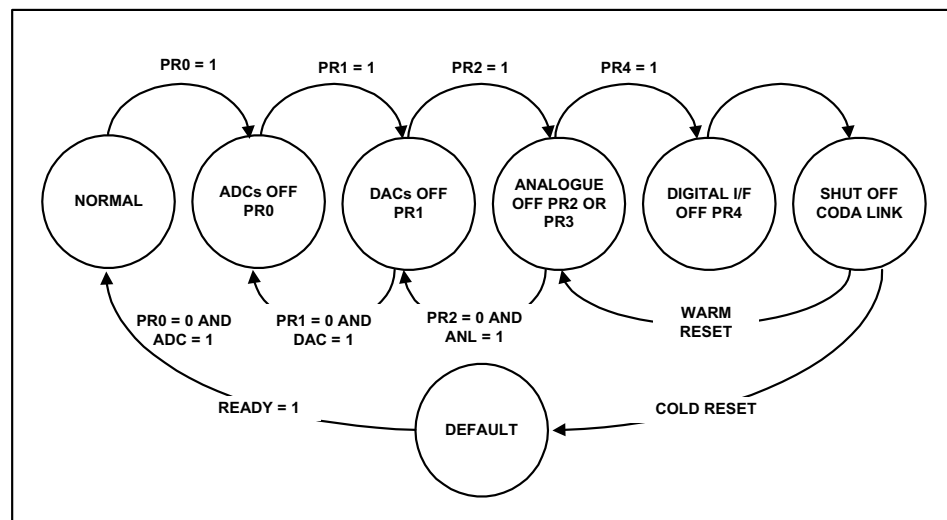 PR0 = 1
PR1 = 1
PR2 = 1
PR4 = 1
NORMAL
ADCs OFF
PR0
DACs OFF
PR1
ANALOGUE
OFF PR2 OR
PR3
DIGITAL I/F
OFF PR4
SHUT OFF
CODA LINK
PR0 = 0 AND
ADC = 1
PR1 = 0 AND
DAC = 1
PR2 = 0 AND
ANL = 1
WARM
RESET
READY = 1
DEFAULT
COLD RESET